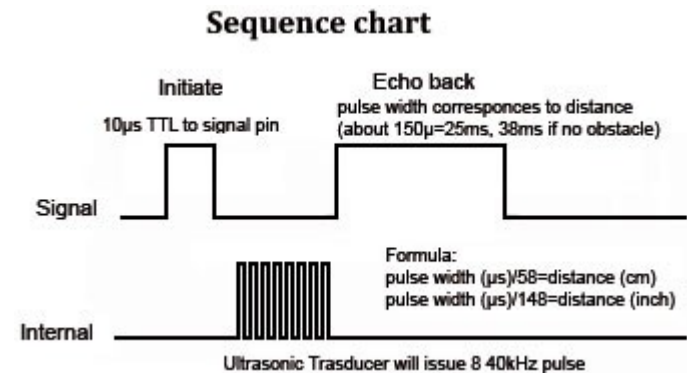 Sequence chart
Initiate
10µs TTL to signal pin
Echo back
pulse width corresponces to distance
(about 150µ=25ms, 38ms if no obstacle)
Signal
Formula:
pulse width (µs)/58=distance (cm)
pulse width (µs)/148=distance (inch)
Internal
Ultrasonic Trasducer will issue 8 40kHz pulse